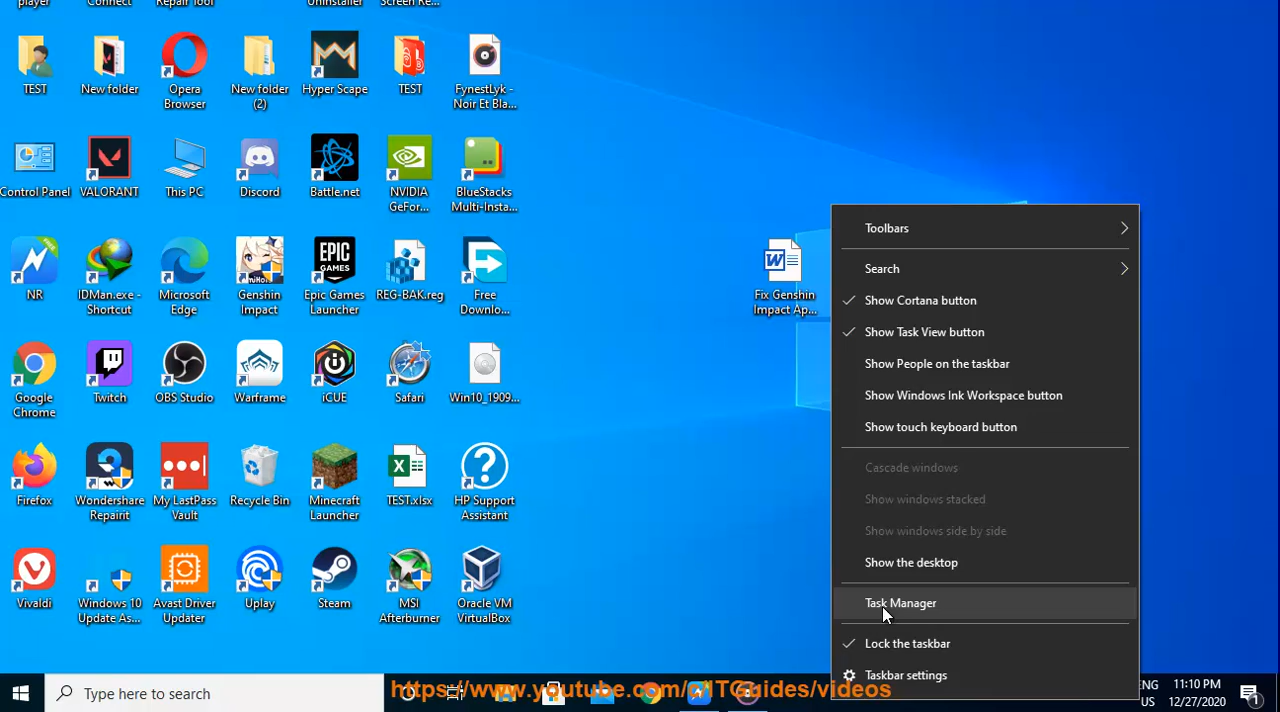 player
Connect
Repair Tool
Uninstaller
Screen Re...
TEST
New folder
Opera
Browser
New folder
(2)
Hyper Scape
TEST
FynestLyk -
Noir Et Bla...
Control Panel
VALORANT
This PC
Discord
Battle.net
NVIDIA
GeFor...
BlueStacks
Multi-Insta...
FREE
NR
IDMan.exe -
Shortcut
Microsoft
Edge
Genshin
Impact
EPIC
GAMES
Epic Games
Launcher
REG-BAK.reg
Free
Downlo...
Google
Chrome
Twitch
OBS Studio
Warframe
iCUE
Safari
Win10_1909...
Firefox
Wondershare
Repairit
My LastPass
Vault
Recycle Bin
Minecraft
Launcher
TEST.xlsx
HP Support
Assistant
Vivaldi
Windows 10
Update As...
Avast Driver
Updater
Uplay
Steam
MSI
Afterburner
Oracle VM
VirtualBox
Fix Genshin
Impact Ap...
Toolbars
Search
Show Cortana button
Show Task View button
Show People on the taskbar
Show Windows Ink Workspace button
Show touch keyboard button
Cascade windows
Show windows stacked
Show windows side by side
Show the desktop
Task Manager
Lock the taskbar
Taskbar settings
Type here to search
ENG
US
11:10 PM
12/27/2020
1